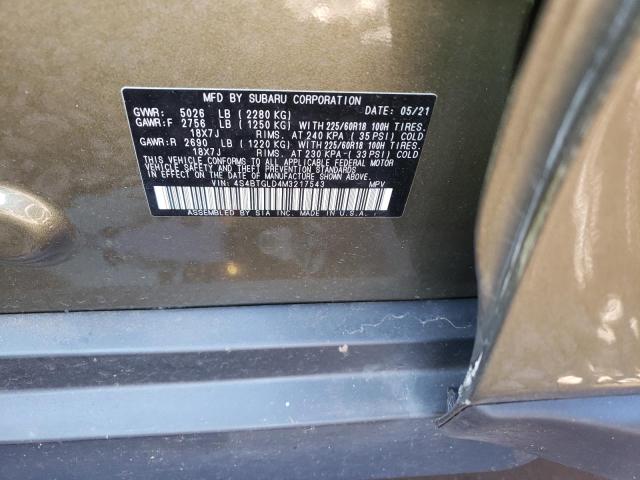 MFD BY SUBARU CORPORATION DATE: 05/21
GVWR: 5026 LB ( 2280 KG)
GAWR:F 2756 LB ( 1250 KG) WITH 225/60R18 100H TIRES.
18X7J RIMS. AT 240 KPA ( 35 PSI) COLD
GAWR:R 2690 LB ( 1220 KG) WITH 225/60R18 100H TIRES.
18X7J RIMS. AT 230 KPA ( 33 PSI) COLD
THIS VEHICLE CONFORMS TO ALL APPLICABLE FEDERAL MOTOR
VEHICLE SAFETY, BUMPER, AND THEFT PREVENTION STANDARDS
IN EFFECT ON THE DATE OF MANUFACTURE SHOWN ABOVE.
VIN: 4S4BTGLD4M3217543 MPV
ASSEMBLED BY SIA INC. MADE IN U.S.A.